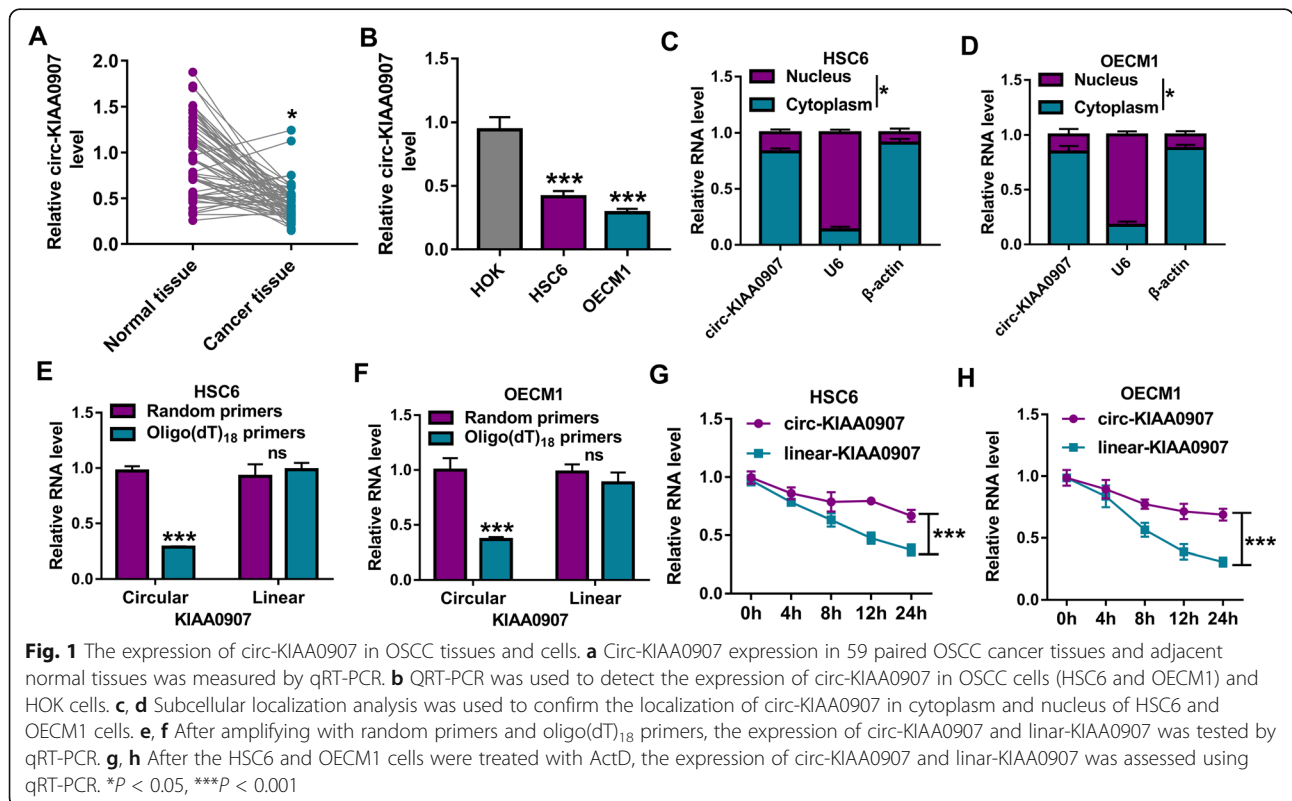 A
Relative circ-KIAA0907
level
2.0
1.5
1.0
0.5
0.0
*
Normal tissue
Cancer tissue
B
Relative circ-KIAA0907
level
1.5
1.0
0.5
0.0
***
***
HOK
HSC6
OECM1
C
HSC6
Nucleus
Cytoplasm
*
Relative RNA level
1.5
1.0
0.5
0.0
circ-KIAA0907
U6
β-actin
D
OECM1
Nucleus
Cytoplasm
*
Relative RNA level
1.5
1.0
0.5
0.0
circ-KIAA0907
U6
β-actin
E
HSC6
Random primers
Oligo(dT)18 primers
ns
***
Relative RNA level
1.5
1.0
0.5
0.0
Circular
Linear
KIAA0907
F
OECM1
Random primers
Oligo(dT)18 primers
ns
***
Relative RNA level
1.5
1.0
0.5
0.0
Circular
Linear
KIAA0907
G
HSC6
circ-KIAA0907
linear-KIAA0907
***
Relative RNA level
1.5
1.0
0.5
0.0
0h 4h 8h 12h 24h
H
OECM1
circ-KIAA0907
linear-KIAA0907
***
Relative RNA level
1.5
1.0
0.5
0.0
0h 4h 8h 12h 24h
Fig. 1 The expression of circ-KIAA0907 in OSCC tissues and cells. a Circ-KIAA0907 expression in 59 paired OSCC cancer tissues and adjacent
normal tissues was measured by qRT-PCR. b QRT-PCR was used to detect the expression of circ-KIAA0907 in OSCC cells (HSC6 and OECM1) and
HOK cells. c, d Subcellular localization analysis was used to confirm the localization of circ-KIAA0907 in cytoplasm and nucleus of HSC6 and
OECM1 cells. e, f After amplifying with random primers and oligo(dT)18 primers, the expression of circ-KIAA0907 and linar-KIAA0907 was tested by
qRT-PCR. g, h After the HSC6 and OECM1 cells were treated with ActD, the expression of circ-KIAA0907 and linar-KIAA0907 was assessed using
qRT-PCR. *P < 0.05, ***P < 0.001